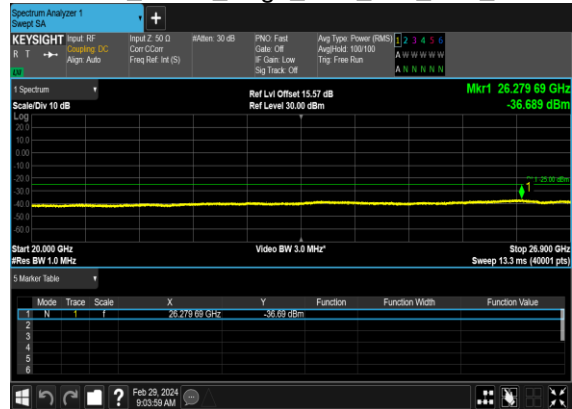 Spectrum Analyzer 1
Swept SA
+
KEYSIGHT Input: RF Input Z: 50 Ω #Atten: 30 dB PNO: Fast Avg Type: Power (RMS) 1 2 3 4 5 6
R T Coupling: DC Corr CCorr Gate: Off Avg|Hold: 100/100 A W W W W W
Align: Auto Freq Ref: Int (S) IF Gain: Low Trig: Free Run A N N N N N
Sig Track: Off
1 Spectrum Ref Lvl Offset 15.57 dB Mkr1 26.279 69 GHz
Scale/Div 10 dB Ref Level 30.00 dBm -36.689 dBm
Log
20.0
10.0
0.00
-10.0
-20.0
-30.0
-40.0
-50.0
-60.0
-25.00 dBm
1
Start 20.000 GHz Video BW 3.0 MHz* Stop 26.900 GHz
#Res BW 1.0 MHz Sweep 13.3 ms (40001 pts)
5 Marker Table
Mode Trace Scale X Y Function Function Width Function Value
1 N 1 f 26.279 69 GHz -36.69 dBm
2
3
4
5
6
? Feb 29, 2024
9:03:59 AM